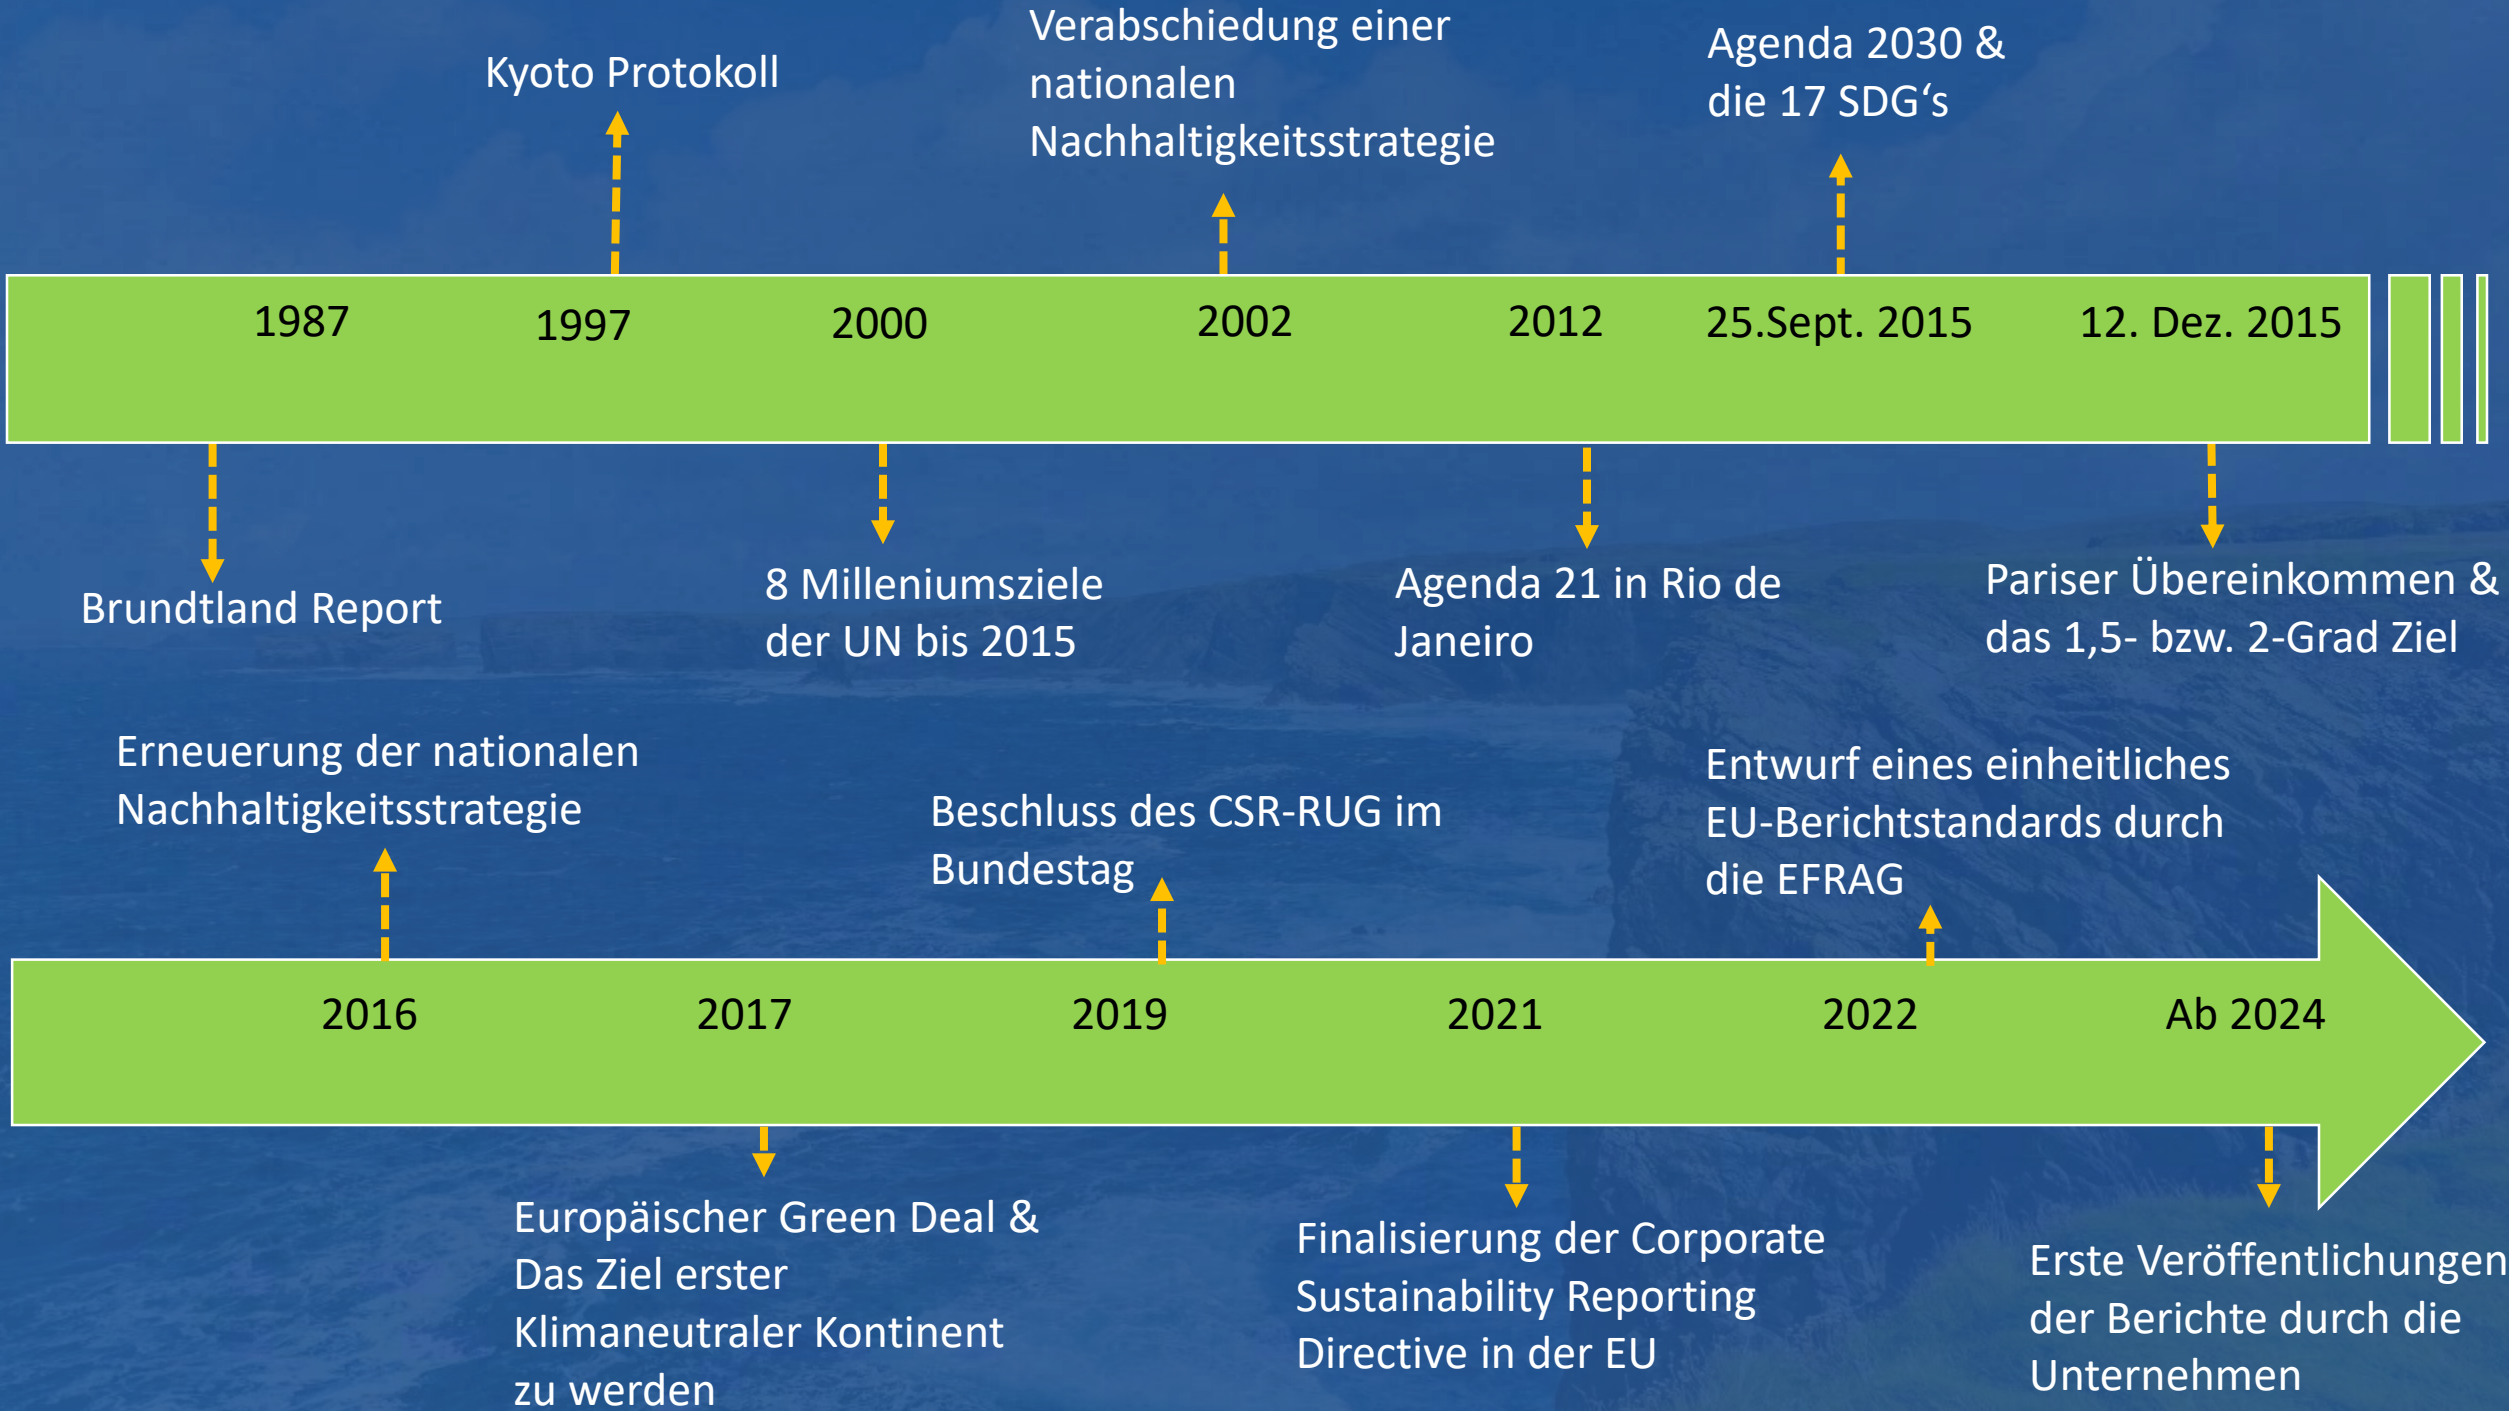 Kyoto Protokoll
Verabschiedung einer
nationalen
Nachhaltigkeitsstrategie
Agenda 2030 &
die 17 SDG‘s
1987
1997
2000
2002
2012
25.Sept. 2015
12. Dez. 2015
Brundtland Report
8 Milleniumsziele
der UN bis 2015
Agenda 21 in Rio de
Janeiro
Pariser Übereinkommen &
das 1,5- bzw. 2-Grad Ziel
Erneuerung der nationalen
Nachhaltigkeitsstrategie
Beschluss des CSR-RUG im
Bundestag
Entwurf eines einheitliches
EU-Berichtstandards durch
die EFRAG
2016
2017
2019
2021
2022
Ab 2024
Europäischer Green Deal &
Das Ziel erster
Klimaneutraler Kontinent
zu werden
Finalisierung der Corporate
Sustainability Reporting
Directive in der EU
Erste Veröffentlichungen
der Berichte durch die
Unternehmen